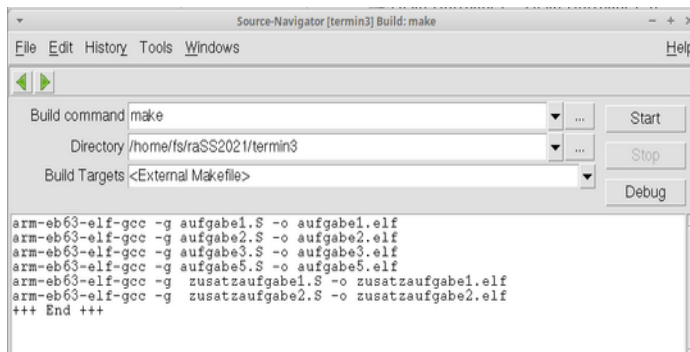 Source-Navigator [termin3] Build: make
File Edit History Tools Windows Help
Build command make ... Start
Directory /home/fs/raSS2021/termin3 ... Stop
Build Targets <External Makefile>
Debug
arm-eb63-elf-gcc -g aufgabe1.S -o aufgabe1.elf
arm-eb63-elf-gcc -g aufgabe2.S -o aufgabe2.elf
arm-eb63-elf-gcc -g aufgabe3.S -o aufgabe3.elf
arm-eb63-elf-gcc -g aufgabe5.S -o aufgabe5.elf
arm-eb63-elf-gcc -g  zusatzaufgabe1.S -o zusatzaufgabe1.elf
arm-eb63-elf-gcc -g  zusatzaufgabe2.S -o zusatzaufgabe2.elf
+++ End +++